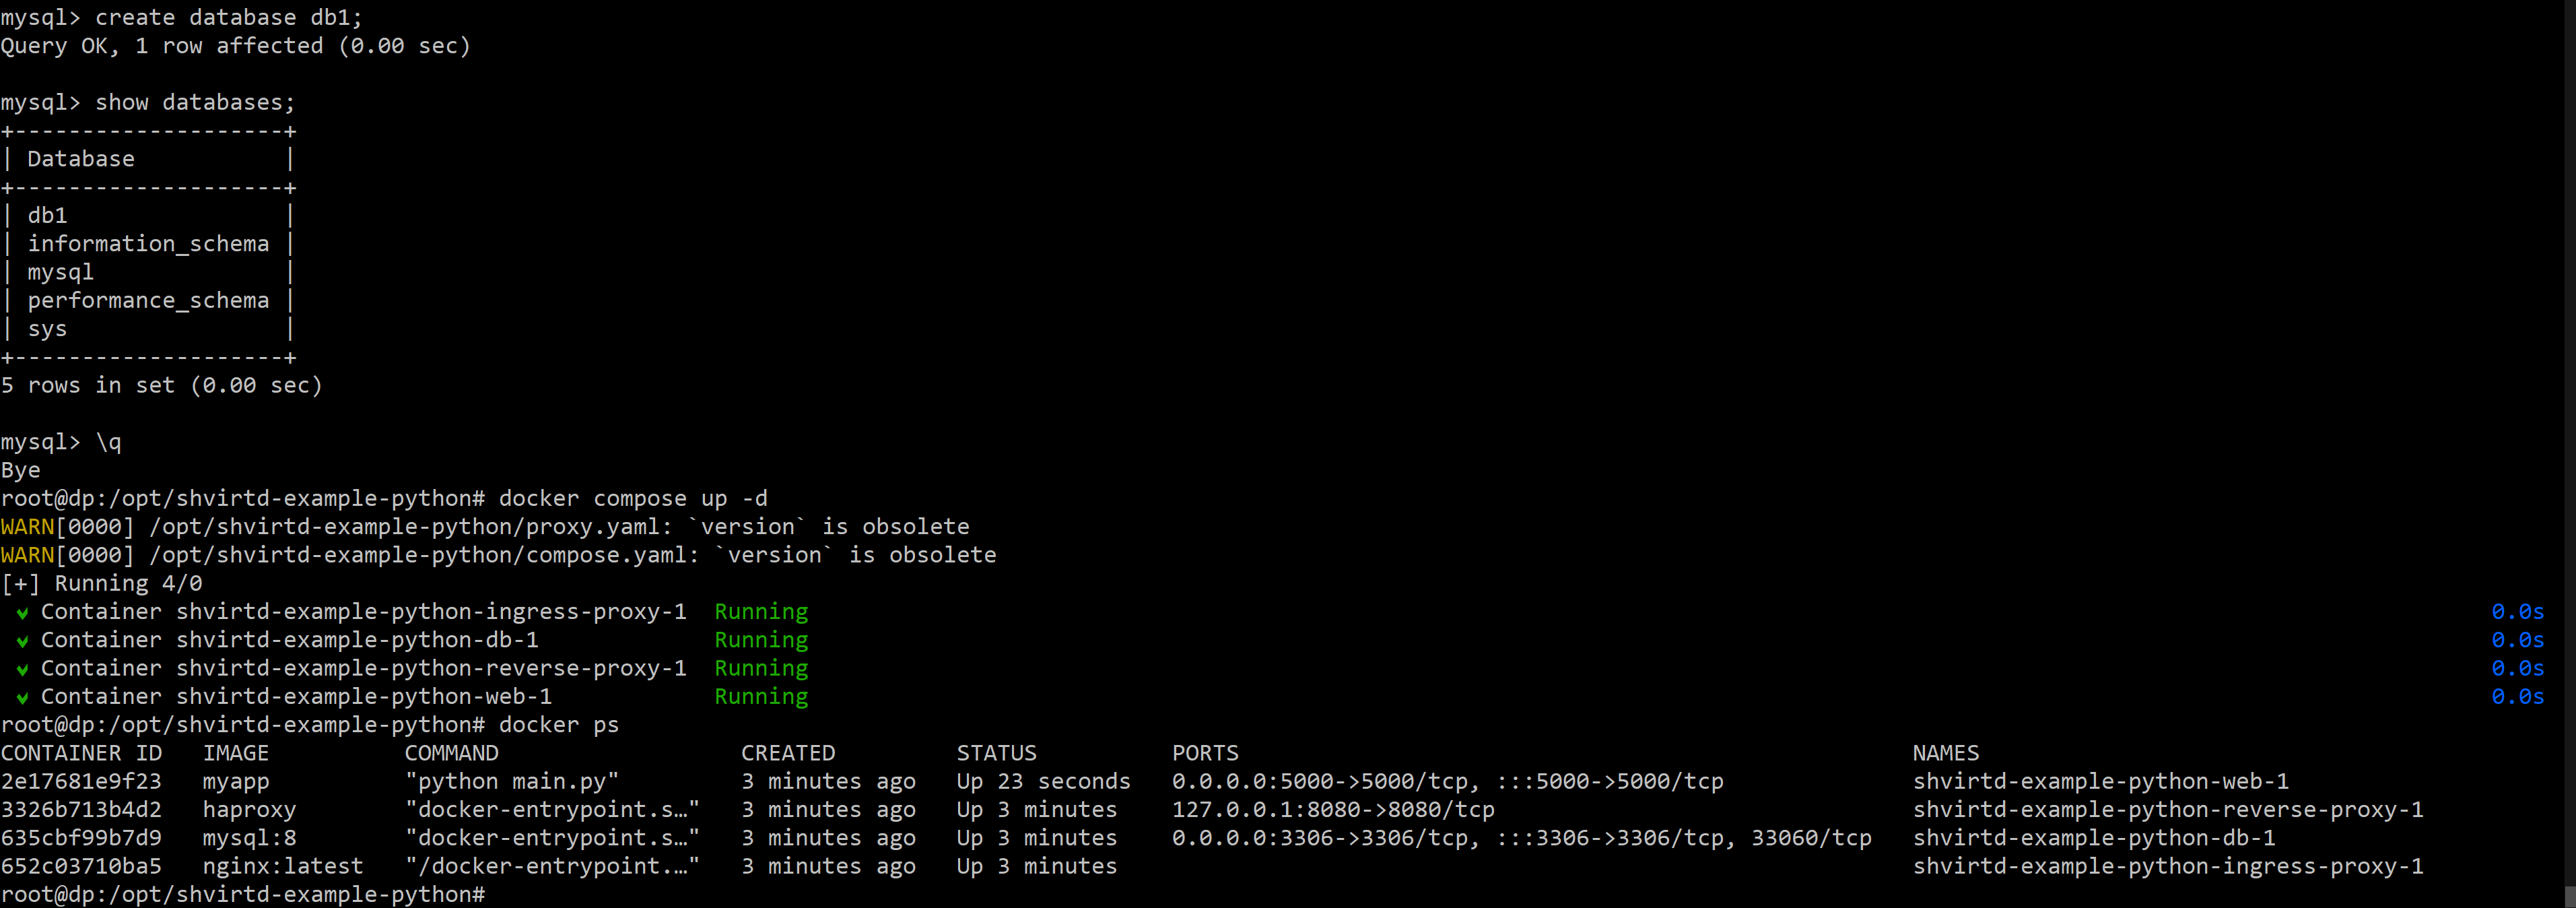 mysql> create database db1;
Query OK, 1 row affected (0.00 sec)
mysql> show databases;
+--------------------+
| Database           |
+--------------------+
| db1                |
| information_schema |
| mysql              |
| performance_schema |
| sys                |
+--------------------+
5 rows in set (0.00 sec)
mysql> \q
Bye
root@dp:/opt/shvirtd-example-python# docker compose up -d
WARN[0000] /opt/shvirtd-example-python/proxy.yaml: `version` is obsolete
WARN[0000] /opt/shvirtd-example-python/compose.yaml: `version` is obsolete
[+] Running 4/0
✔ Container shvirtd-example-python-ingress-proxy-1  Running 0.0s
✔ Container shvirtd-example-python-db-1             Running 0.0s
✔ Container shvirtd-example-python-reverse-proxy-1  Running 0.0s
✔ Container shvirtd-example-python-web-1            Running 0.0s
root@dp:/opt/shvirtd-example-python# docker ps
CONTAINER ID   IMAGE          COMMAND                  CREATED         STATUS          PORTS                                                  NAMES
2e17681e9f23   myapp          "python main.py"         3 minutes ago   Up 23 seconds   0.0.0.0:5000->5000/tcp, :::5000->5000/tcp              shvirtd-example-python-web-1
3326b713b4d2   haproxy        "docker-entrypoint.s…"   3 minutes ago   Up 3 minutes    127.0.0.1:8080->8080/tcp                               shvirtd-example-python-reverse-proxy-1
635cbf99b7d9   mysql:8        "docker-entrypoint.s…"   3 minutes ago   Up 3 minutes    0.0.0.0:3306->3306/tcp, :::3306->3306/tcp, 33060/tcp   shvirtd-example-python-db-1
652c03710ba5   nginx:latest   "/docker-entrypoint.…"   3 minutes ago   Up 3 minutes                                                           shvirtd-example-python-ingress-proxy-1
root@dp:/opt/shvirtd-example-python#